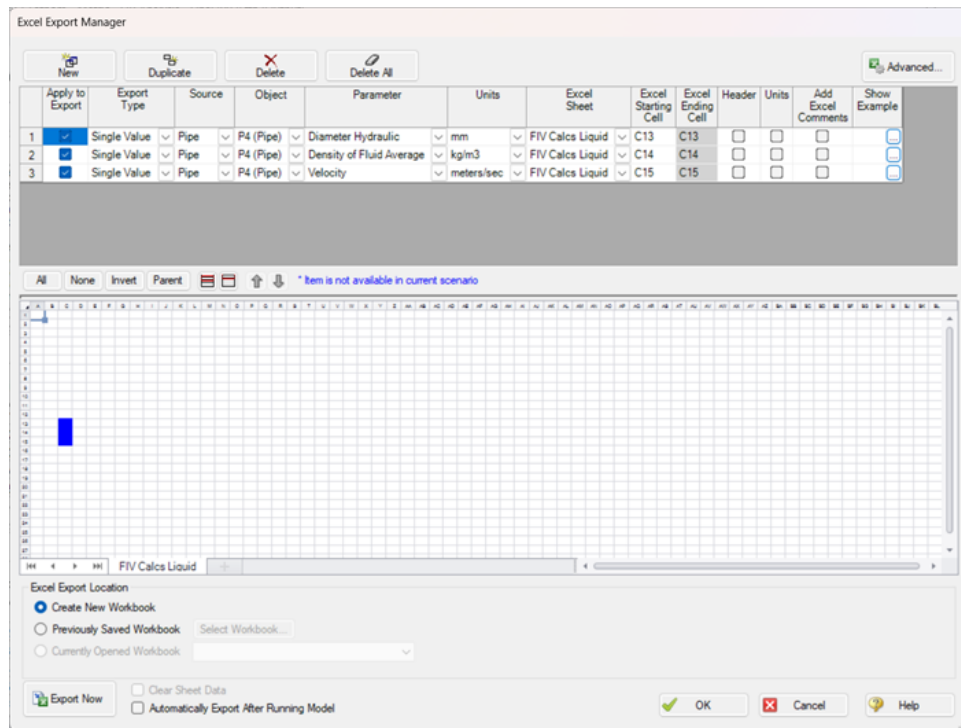 Excel Export Manager
New Duplicate Delete Delete All Advanced...
Apply to Export Export Type Source Object Parameter Units Excel Sheet Excel Starting Cell Excel Ending Cell Header Units Add Excel Comments Show Example
1 Single Value Pipe P4 (Pipe) Diameter Hydraulic mm FIV Calcs Liquid C13 C13 ...
2 Single Value Pipe P4 (Pipe) Density of Fluid Average kg/m3 FIV Calcs Liquid C14 C14 ...
3 Single Value Pipe P4 (Pipe) Velocity meters/sec FIV Calcs Liquid C15 C15 ...
All None Invert Parent * Item is not available in current scenario
FIV Calcs Liquid
Excel Export Location
Create New Workbook
Previously Saved Workbook Select Workbook...
Currently Opened Workbook
Export Now
Clear Sheet Data
Automatically Export After Running Model
OK Cancel Help